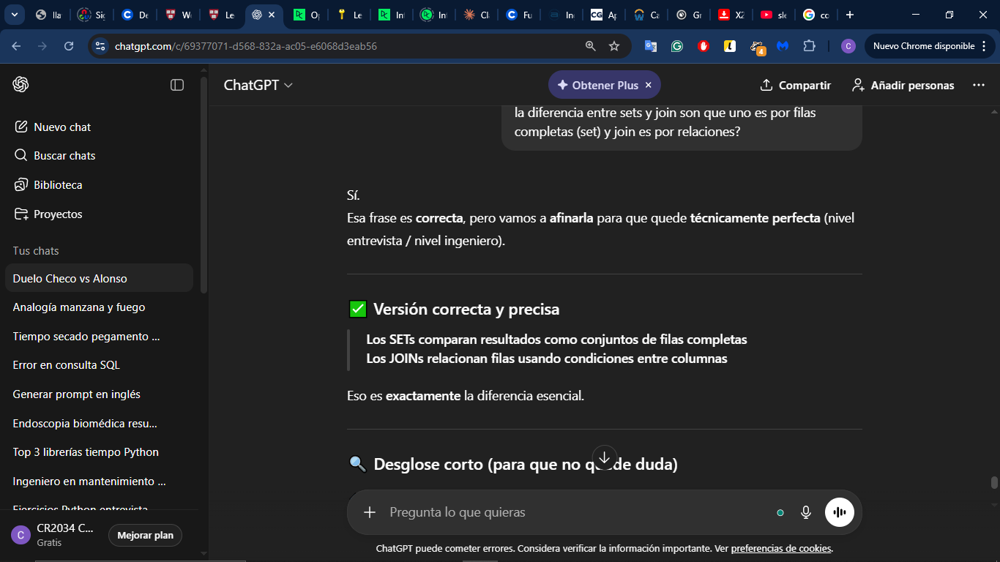 Ila
Sig
De
We
Le
Op
Le
Int
Int
Cl
Fu
In
Ap
Ca
Gr
X2
sle
co
chatgpt.com/c/69377071-d568-832a-ac05-e6068d3eab56
4
C
Nuevo Chrome disponible
ChatGPT
Obtener Plus
Compartir
Añadir personas
Nuevo chat
Buscar chats
Biblioteca
Proyectos
Tus chats
Duelo Checo vs Alonso
Analogía manzana y fuego
Tiempo secado pegamento ...
Error en consulta SQL
Generar prompt en inglés
Endoscopia biomédica resu...
Top 3 librerías tiempo Python
Ingeniero en mantenimiento ...
Ejercicios Python entrevista
C
CR2034 C...
Gratis
Mejorar plan
la diferencia entre sets y join son que uno es por filas
completas (set) y join es por relaciones?
Sí.
Esa frase es correcta, pero vamos a afinarla para que quede técnicamente perfecta (nivel
entrevista / nivel ingeniero).
Versión correcta y precisa
Los SETs comparan resultados como conjuntos de filas completas
Los JOINs relacionan filas usando condiciones entre columnas
Eso es exactamente la diferencia esencial.
Desglose corto (para que no quede duda)
Pregunta lo que quieras
ChatGPT puede cometer errores. Considera verificar la información importante. Ver preferencias de cookies.